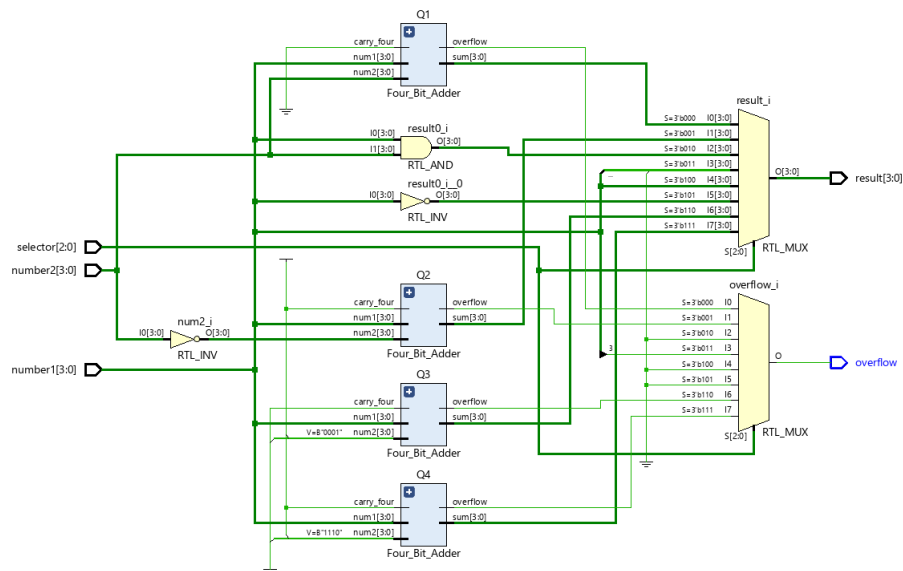 Q1
carry_four
num1[3:0]
num2[3:0]
overflow
sum[3:0]
Four_Bit_Adder
result0_i
I0[3:0]
I1[3:0]
O[3:0]
RTL_AND
result0_i__0
I0[3:0]
O[3:0]
RTL_INV
result_i
S=3'b000 I0[3:0]
S=3'b001 I1[3:0]
S=3'b010 I2[3:0]
S=3'b011 I3[3:0]
S=3'b100 I4[3:0]
S=3'b101 I5[3:0]
S=3'b110 I6[3:0]
S=3'b111 I7[3:0]
S[2:0]
O[3:0]
RTL_MUX
result[3:0]
selector[2:0]
number2[3:0]
num2_i
I0[3:0]
O[3:0]
RTL_INV
number1[3:0]
Q2
carry_four
num1[3:0]
num2[3:0]
overflow
sum[3:0]
Four_Bit_Adder
Q3
carry_four
num1[3:0]
V=B"0001" num2[3:0]
overflow
sum[3:0]
Four_Bit_Adder
Q4
carry_four
num1[3:0]
V=B"1110" num2[3:0]
overflow
sum[3:0]
Four_Bit_Adder
overflow_i
S=3'b000 I0
S=3'b001 I1
S=3'b010 I2
3 S=3'b011 I3
S=3'b100 I4
S=3'b101 I5
S=3'b110 I6
S=3'b111 I7
S[2:0]
O
RTL_MUX
overflow